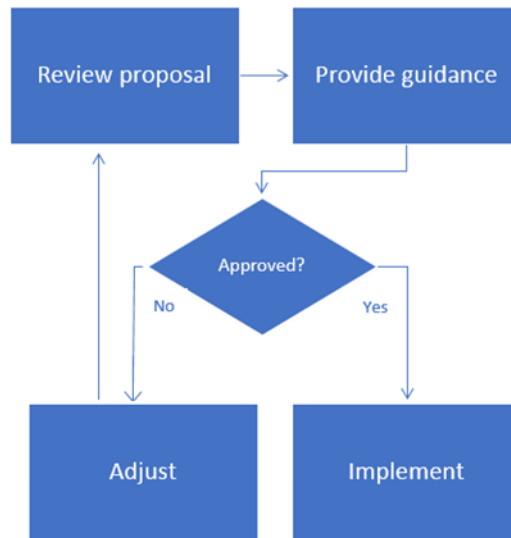 Review proposal
Provide guidance
Approved?
No
Yes
Adjust
Implement